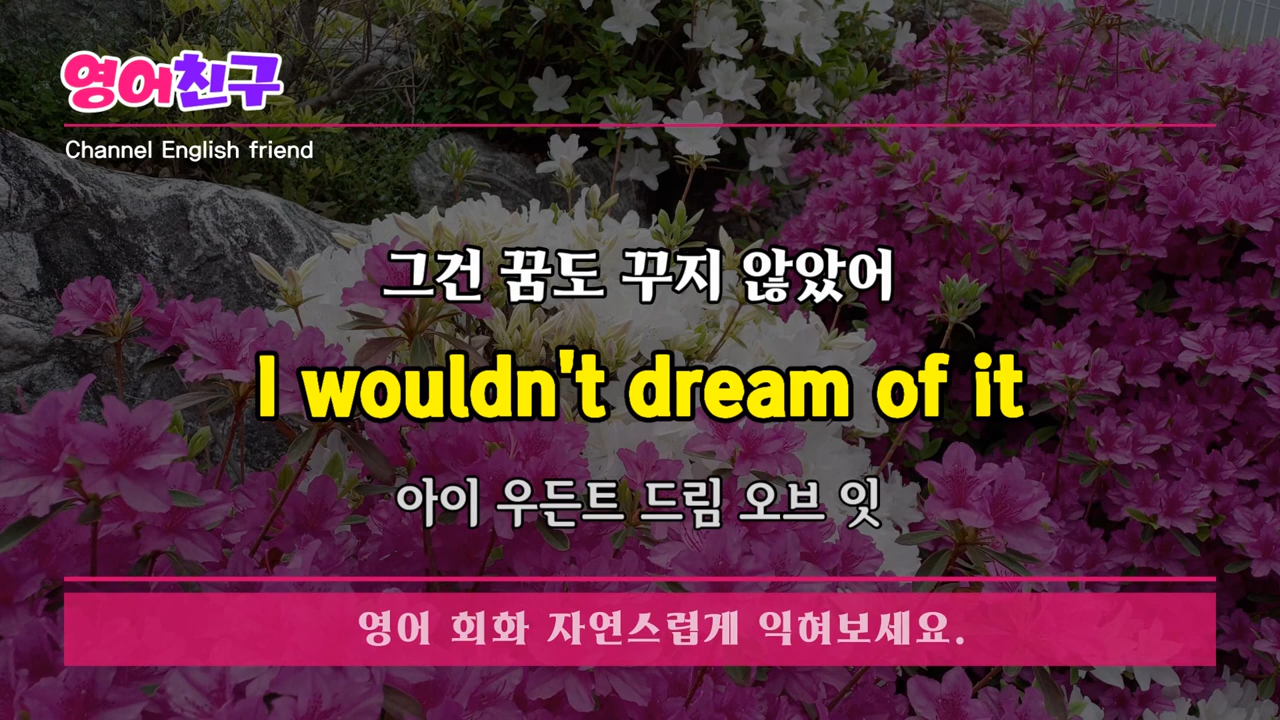 영어친구
Channel English friend
그건 꿈도 꾸지 않았어
I wouldn't dream of it
아이 우든트 드림 오브 잇
영어 회화 자연스럽게 익혀보세요.